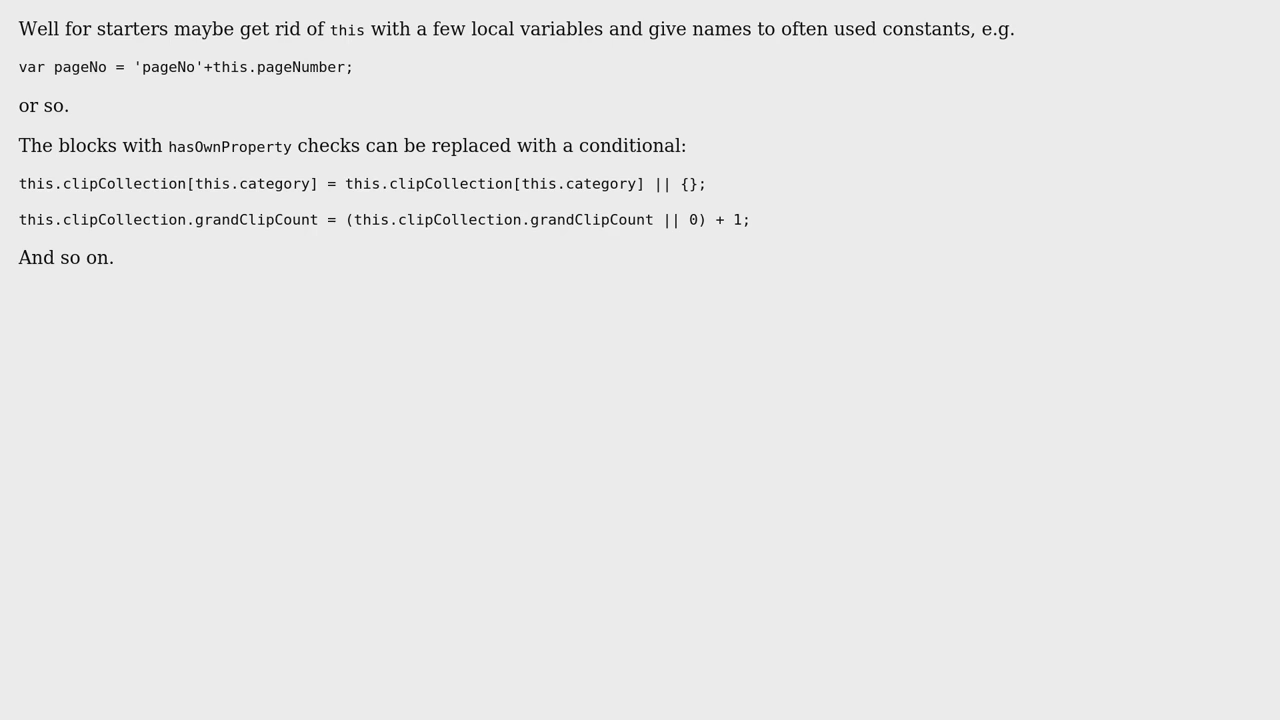 Well for starters maybe get rid of this with a few local variables and give names to often used constants, e.g.
var pageNo = 'pageNo'+this.pageNumber;
or so.
The blocks with hasOwnProperty checks can be replaced with a conditional:
this.clipCollection[this.category] = this.clipCollection[this.category] || {};
this.clipCollection.grandClipCount = (this.clipCollection.grandClipCount || 0) + 1;
And so on.